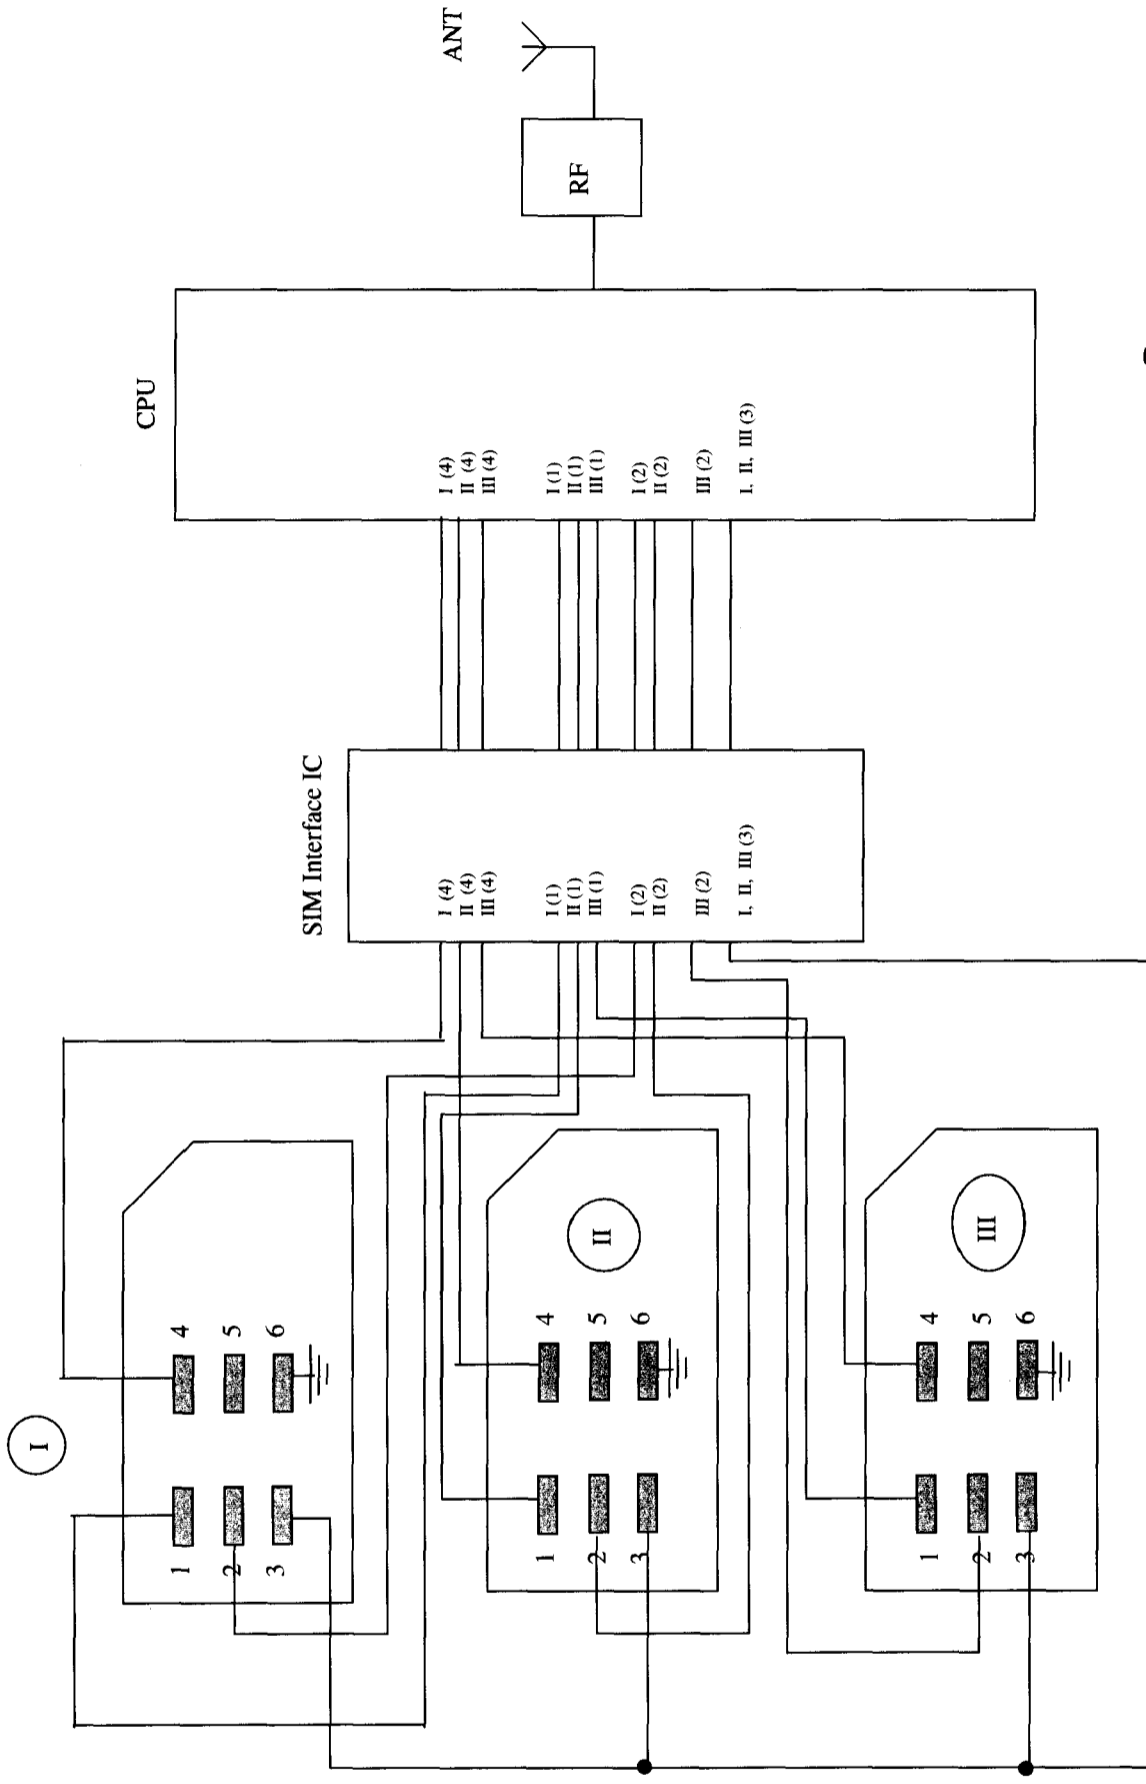 I
1
4
2
5
3
6
II
1
4
2
5
3
6
III
1
4
2
5
3
6
SIM Interface IC
I (4)
II (4)
III (4)
I (1)
II (1)
III (1)
I (2)
II (2)
III (2)
I, II, III (3)
CPU
I (4)
II (4)
III (4)
I (1)
II (1)
III (1)
I (2)
II (2)
III (2)
I, II, III (3)
RF
ANT